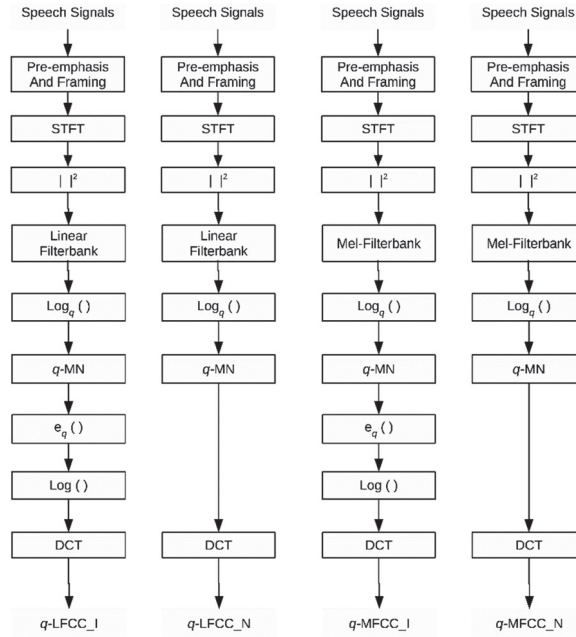 Speech Signals
Pre-emphasis
And Framing
STFT
| |²
Linear
Filterbank
Log_q ( )
q-MN
e_q ( )
Log ( )
DCT
q-LFCC_I
Speech Signals
Pre-emphasis
And Framing
STFT
| |²
Linear
Filterbank
Log_q ( )
q-MN
DCT
q-LFCC_N
Speech Signals
Pre-emphasis
And Framing
STFT
| |²
Mel-Filterbank
Log_q ( )
q-MN
e_q ( )
Log ( )
DCT
q-MFCC_I
Speech Signals
Pre-emphasis
And Framing
STFT
| |²
Mel-Filterbank
Log_q ( )
q-MN
DCT
q-MFCC_N